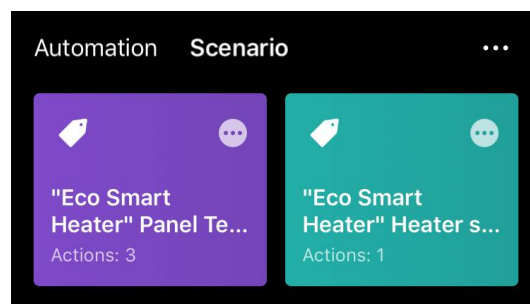 Automation Scenario
"Eco Smart
Heater" Panel Te...
Actions: 3
"Eco Smart
Heater" Heater s...
Actions: 1